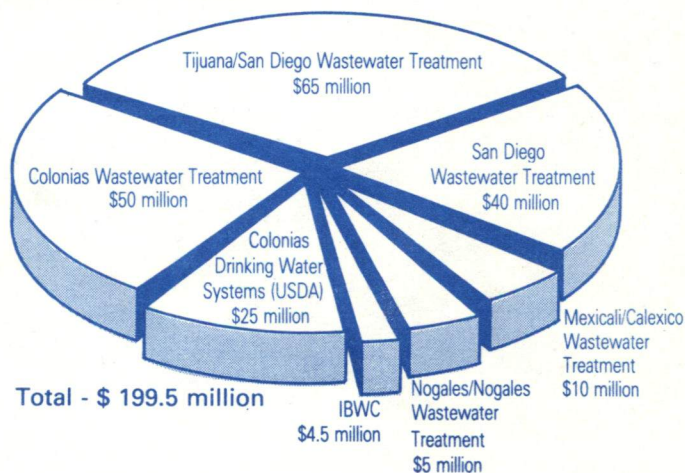 Tijuana/San Diego Wastewater Treatment
$65 million
San Diego
Wastewater Treatment
$40 million
Colonias Wastewater Treatment
$50 million
Colonias
Drinking Water
Systems (USDA)
$25 million
Mexicali/Calexico
Wastewater
Treatment
$10 million
Total - $ 199.5 million
IBWC
$4.5 million
Nogales/Nogales
Wastewater
Treatment
$5 million